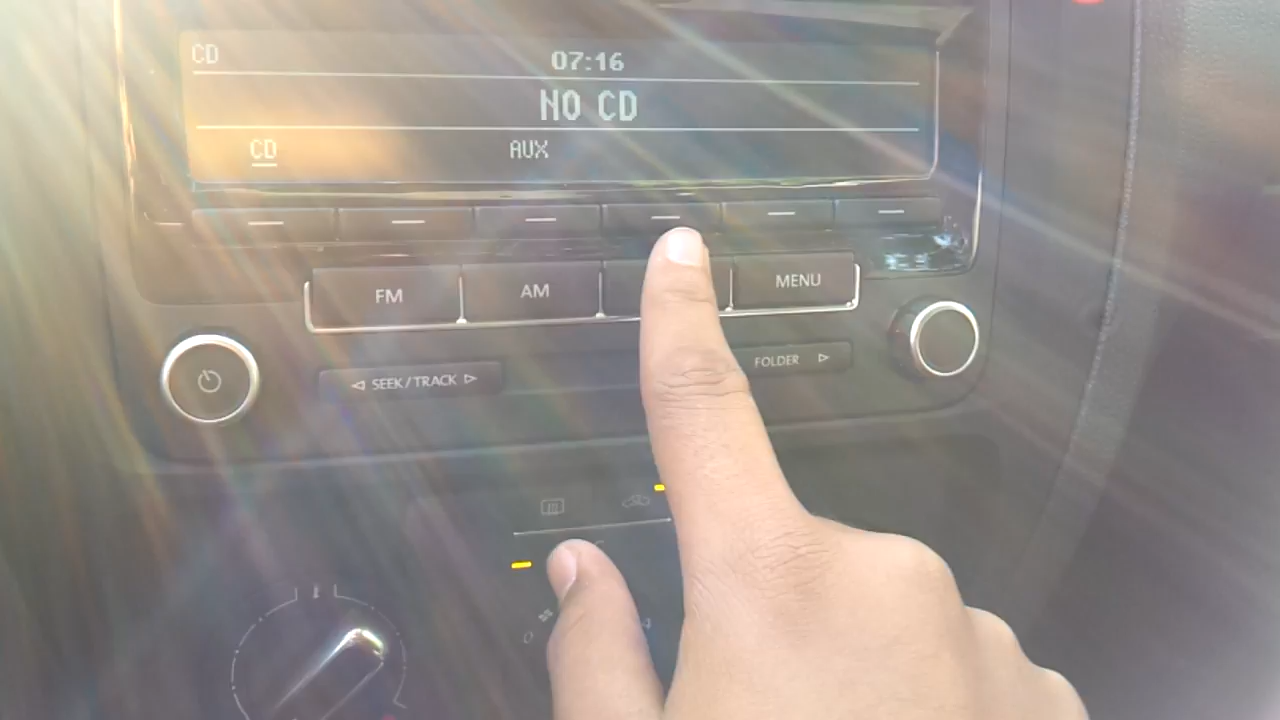 CD 07:16
NO CD
CD AUX
FM AM MENU
SEEK / TRACK FOLDER